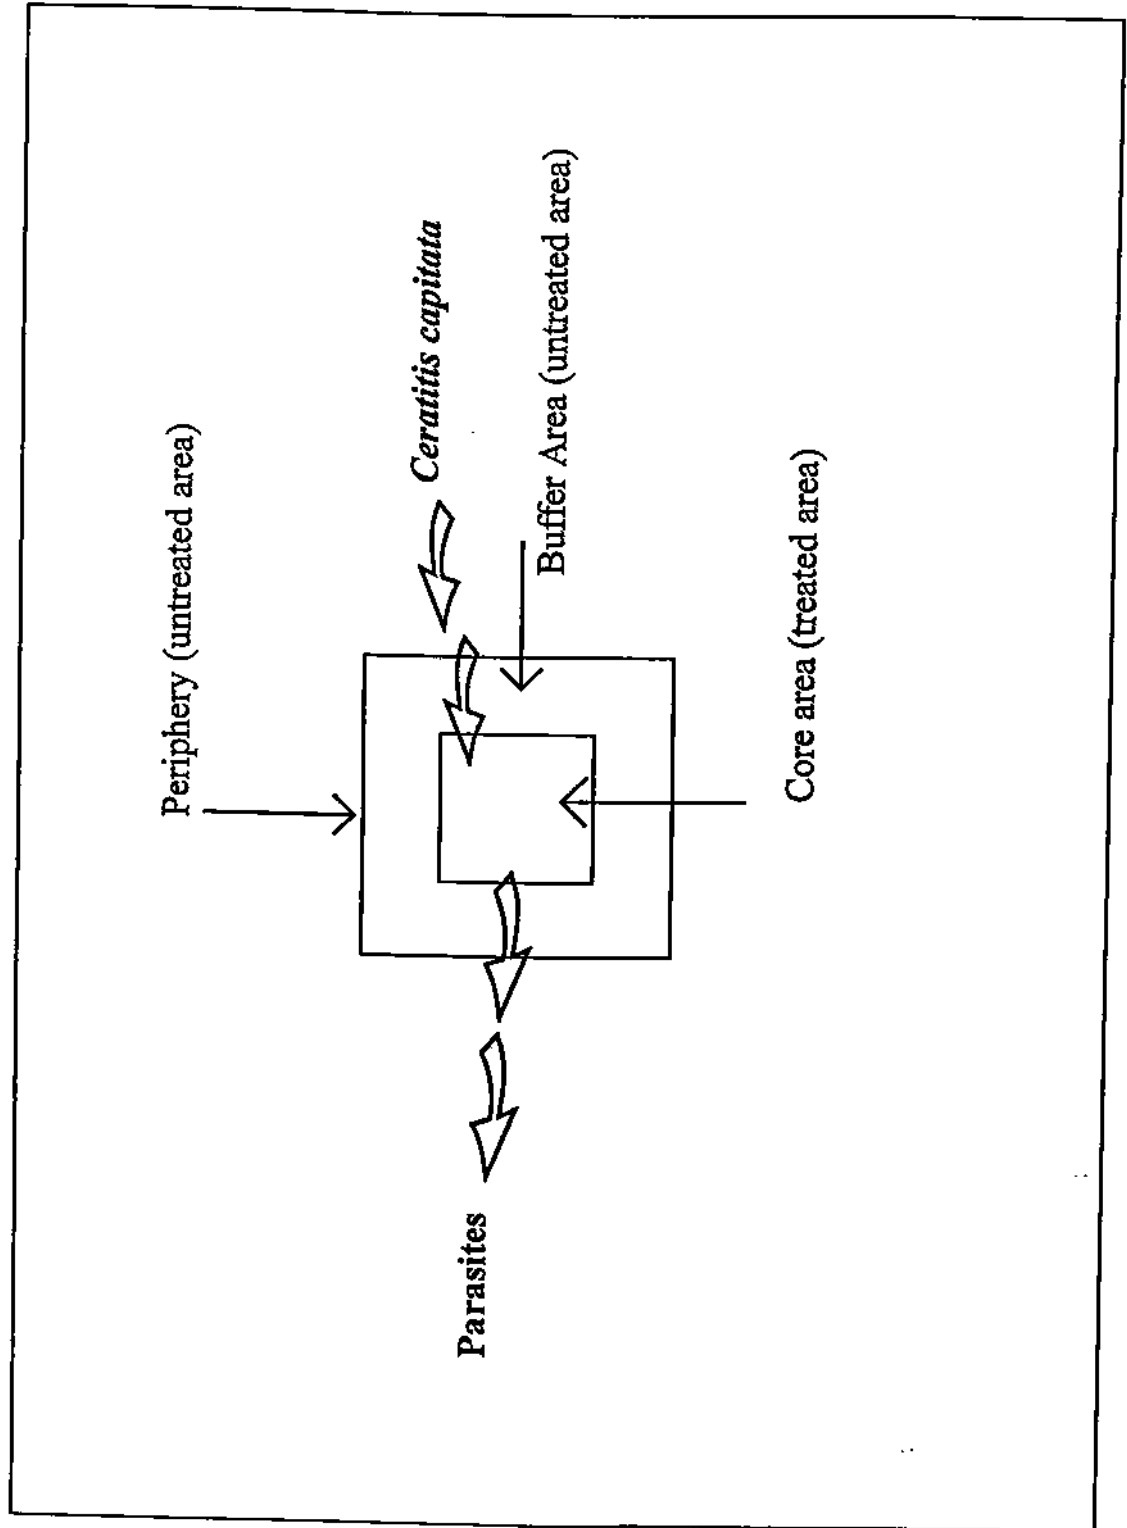 Periphery (untreated area)
Ceratitis capitata
Parasites
Buffer Area (untreated area)
Core area (treated area)